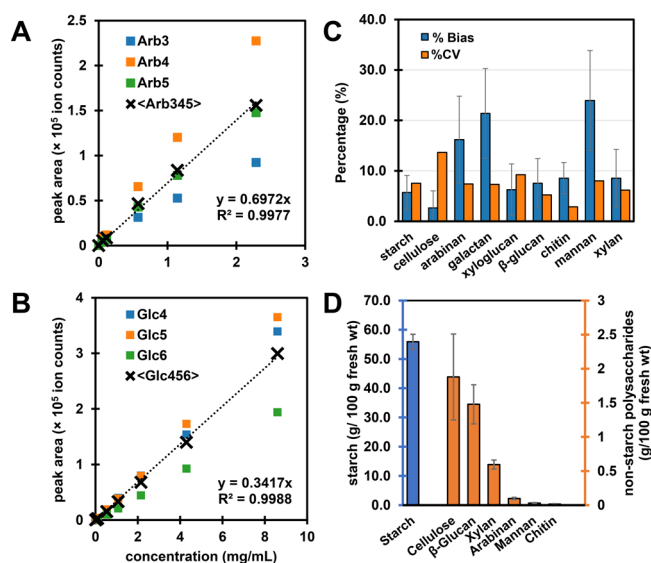 A
2.5
2
1.5
1
0.5
0
0
1
2
3
peak area (× 10⁵ ion counts)
Arb3
Arb4
Arb5
<Arb345>
y = 0.6972x
R² = 0.9977
B
4
3
2
1
0
0
2
4
6
8
10
peak area (× 10⁵ ion counts)
concentration (mg/mL)
Glc4
Glc5
Glc6
<Glc456>
y = 0.3417x
R² = 0.9988
C
40.0
30.0
20.0
10.0
0.0
Percentage (%)
% Bias
%CV
starch
cellulose
arabinan
galactan
xyloglucan
β-glucan
chitin
mannan
xylan
D
70.0
60.0
50.0
40.0
30.0
20.0
10.0
0.0
starch (g/ 100 g fresh wt)
3
2.5
2
1.5
1
0.5
0
non-starch polysaccharides
(g/100 g fresh wt)
Starch
Cellulose
β-Glucan
Xylan
Arabinan
Mannan
Chitin